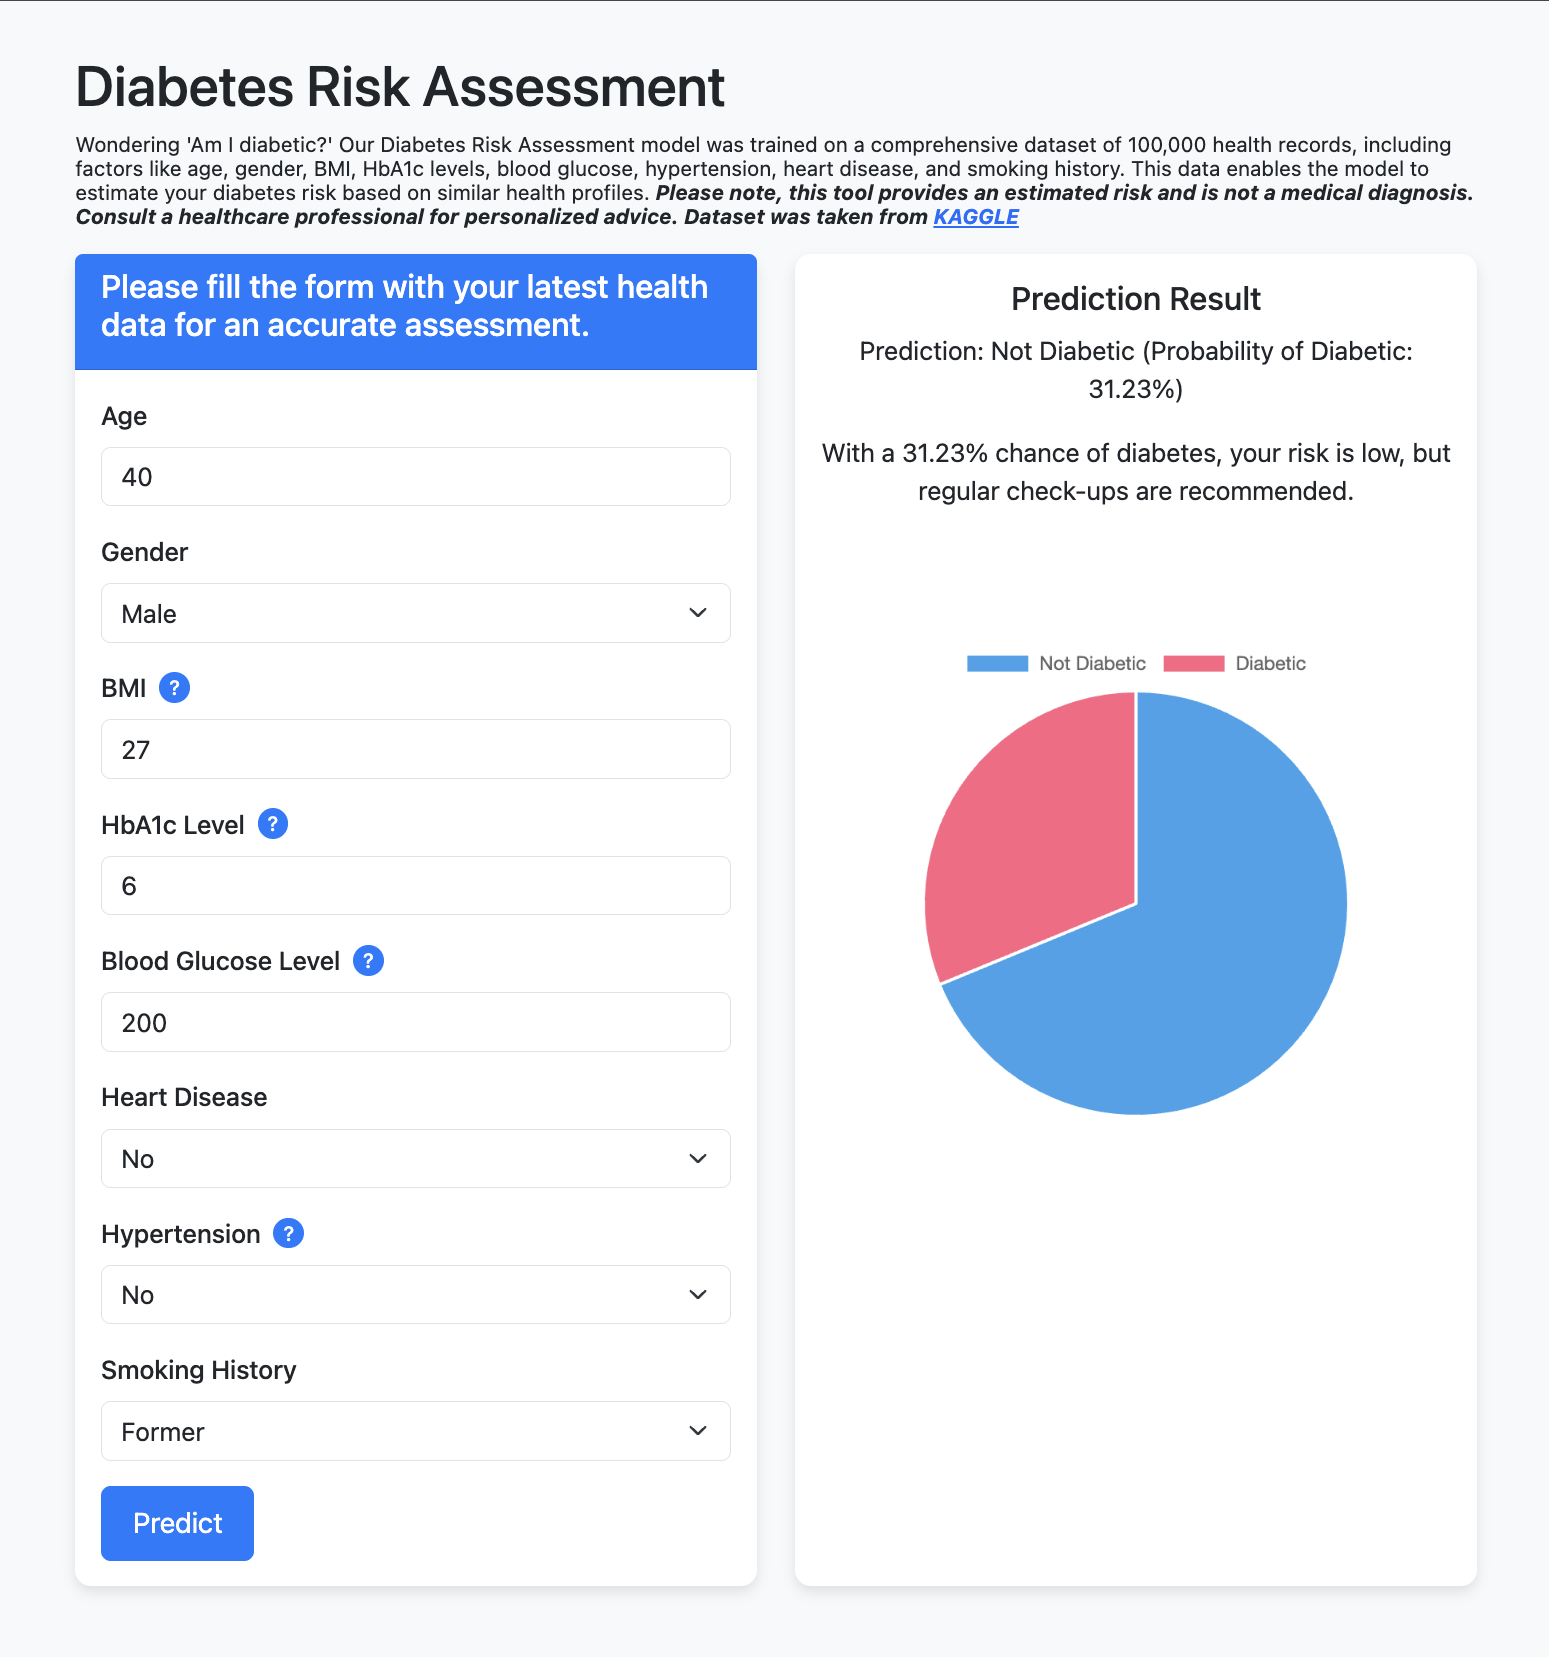 Diabetes Risk Assessment
Wondering 'Am I diabetic?' Our Diabetes Risk Assessment model was trained on a comprehensive dataset of 100,000 health records, including
factors like age, gender, BMI, HbA1c levels, blood glucose, hypertension, heart disease, and smoking history. This data enables the model to
estimate your diabetes risk based on similar health profiles. Please note, this tool provides an estimated risk and is not a medical diagnosis.
Consult a healthcare professional for personalized advice. Dataset was taken from KAGGLE
Please fill the form with your latest health
data for an accurate assessment.
Age
40
Gender
Male
BMI ?
27
HbA1c Level ?
6
Blood Glucose Level ?
200
Heart Disease
No
Hypertension ?
No
Smoking History
Former
Predict
Prediction Result
Prediction: Not Diabetic (Probability of Diabetic:
31.23%)
With a 31.23% chance of diabetes, your risk is low, but
regular check-ups are recommended.
Not Diabetic Diabetic